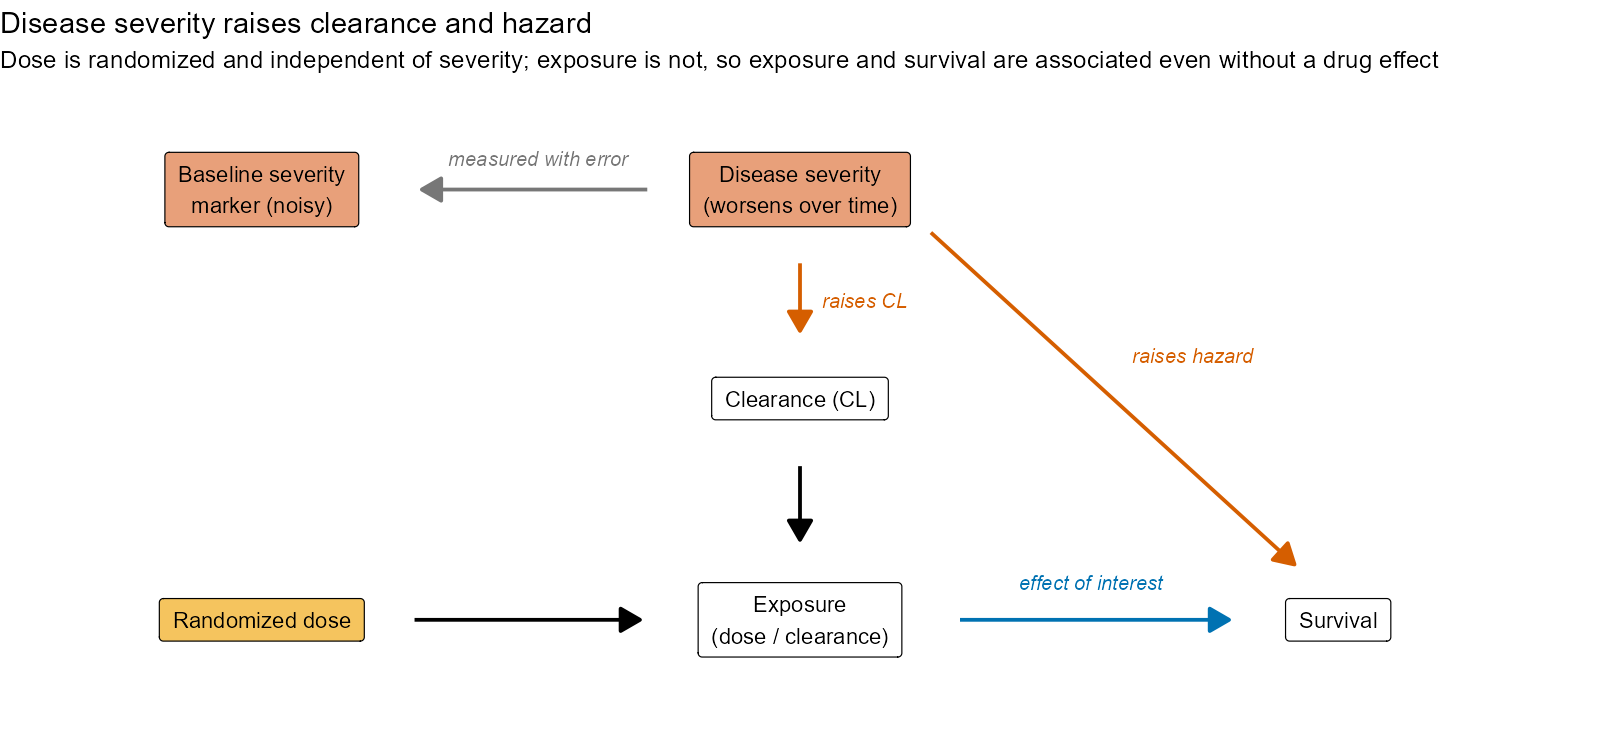 Disease severity raises clearance and hazard
Dose is randomized and independent of severity; exposure is not, so exposure and survival are associated even without a drug effect
Baseline severity
marker (noisy)
measured with error
Disease severity
(worsens over time)
raises CL
raises hazard
Clearance (CL)
Randomized dose
Exposure
(dose / clearance)
effect of interest
Survival